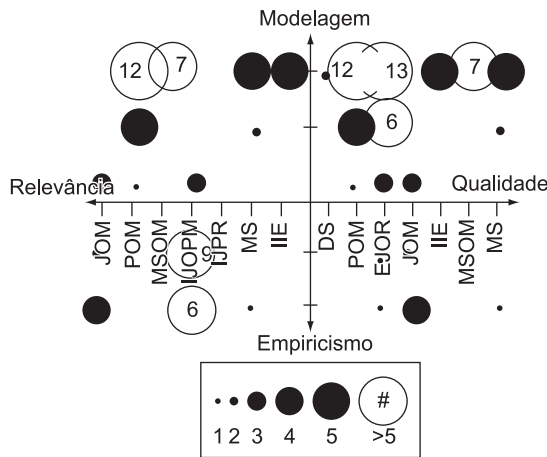 Modelagem
12
7
12
13
7
6
Relevância
Qualidade
JOM
POM
MSOM
IJOPM
IJPR
MS
IIE
DS
POM
EJOR
JOM
IIE
MSOM
MS
9
6
Empiricismo
#
1 2 3 4 5 >5